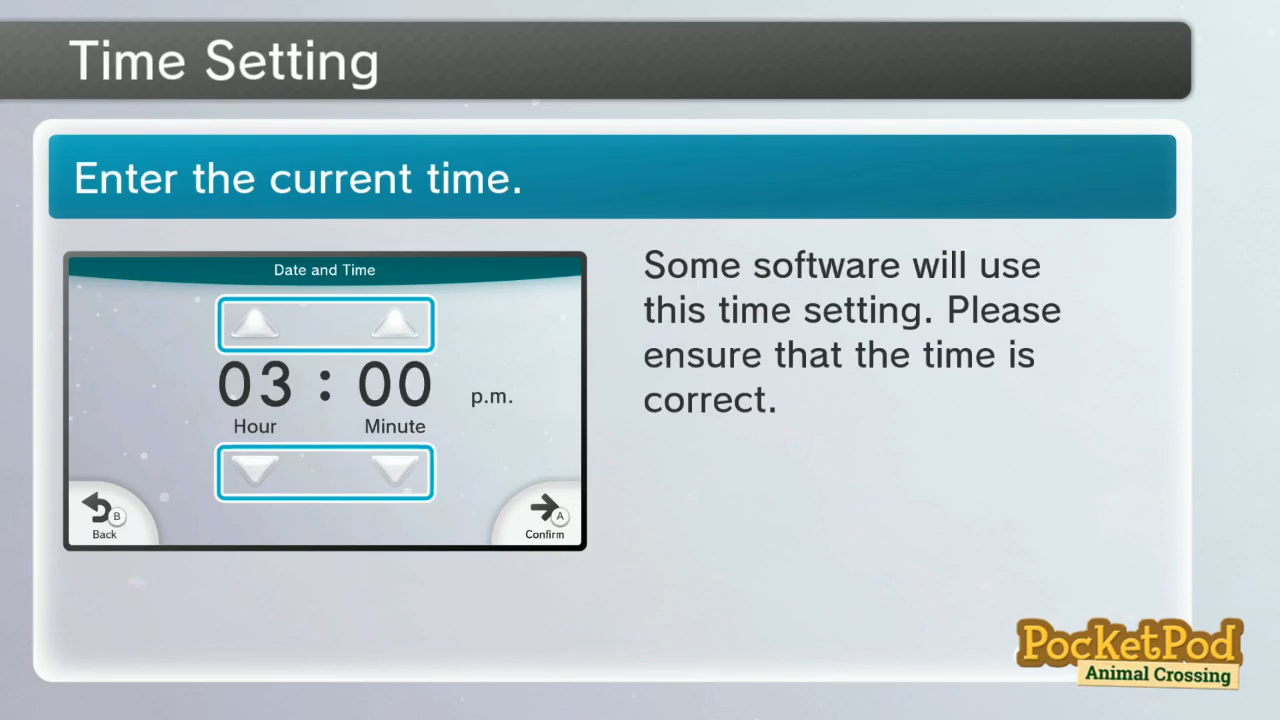 Time Setting
Enter the current time.
Date and Time
03 : 00 p.m.
Hour Minute
B
Back
A
Confirm
Some software will use
this time setting. Please
ensure that the time is
correct.
PocketPod
Animal Crossing